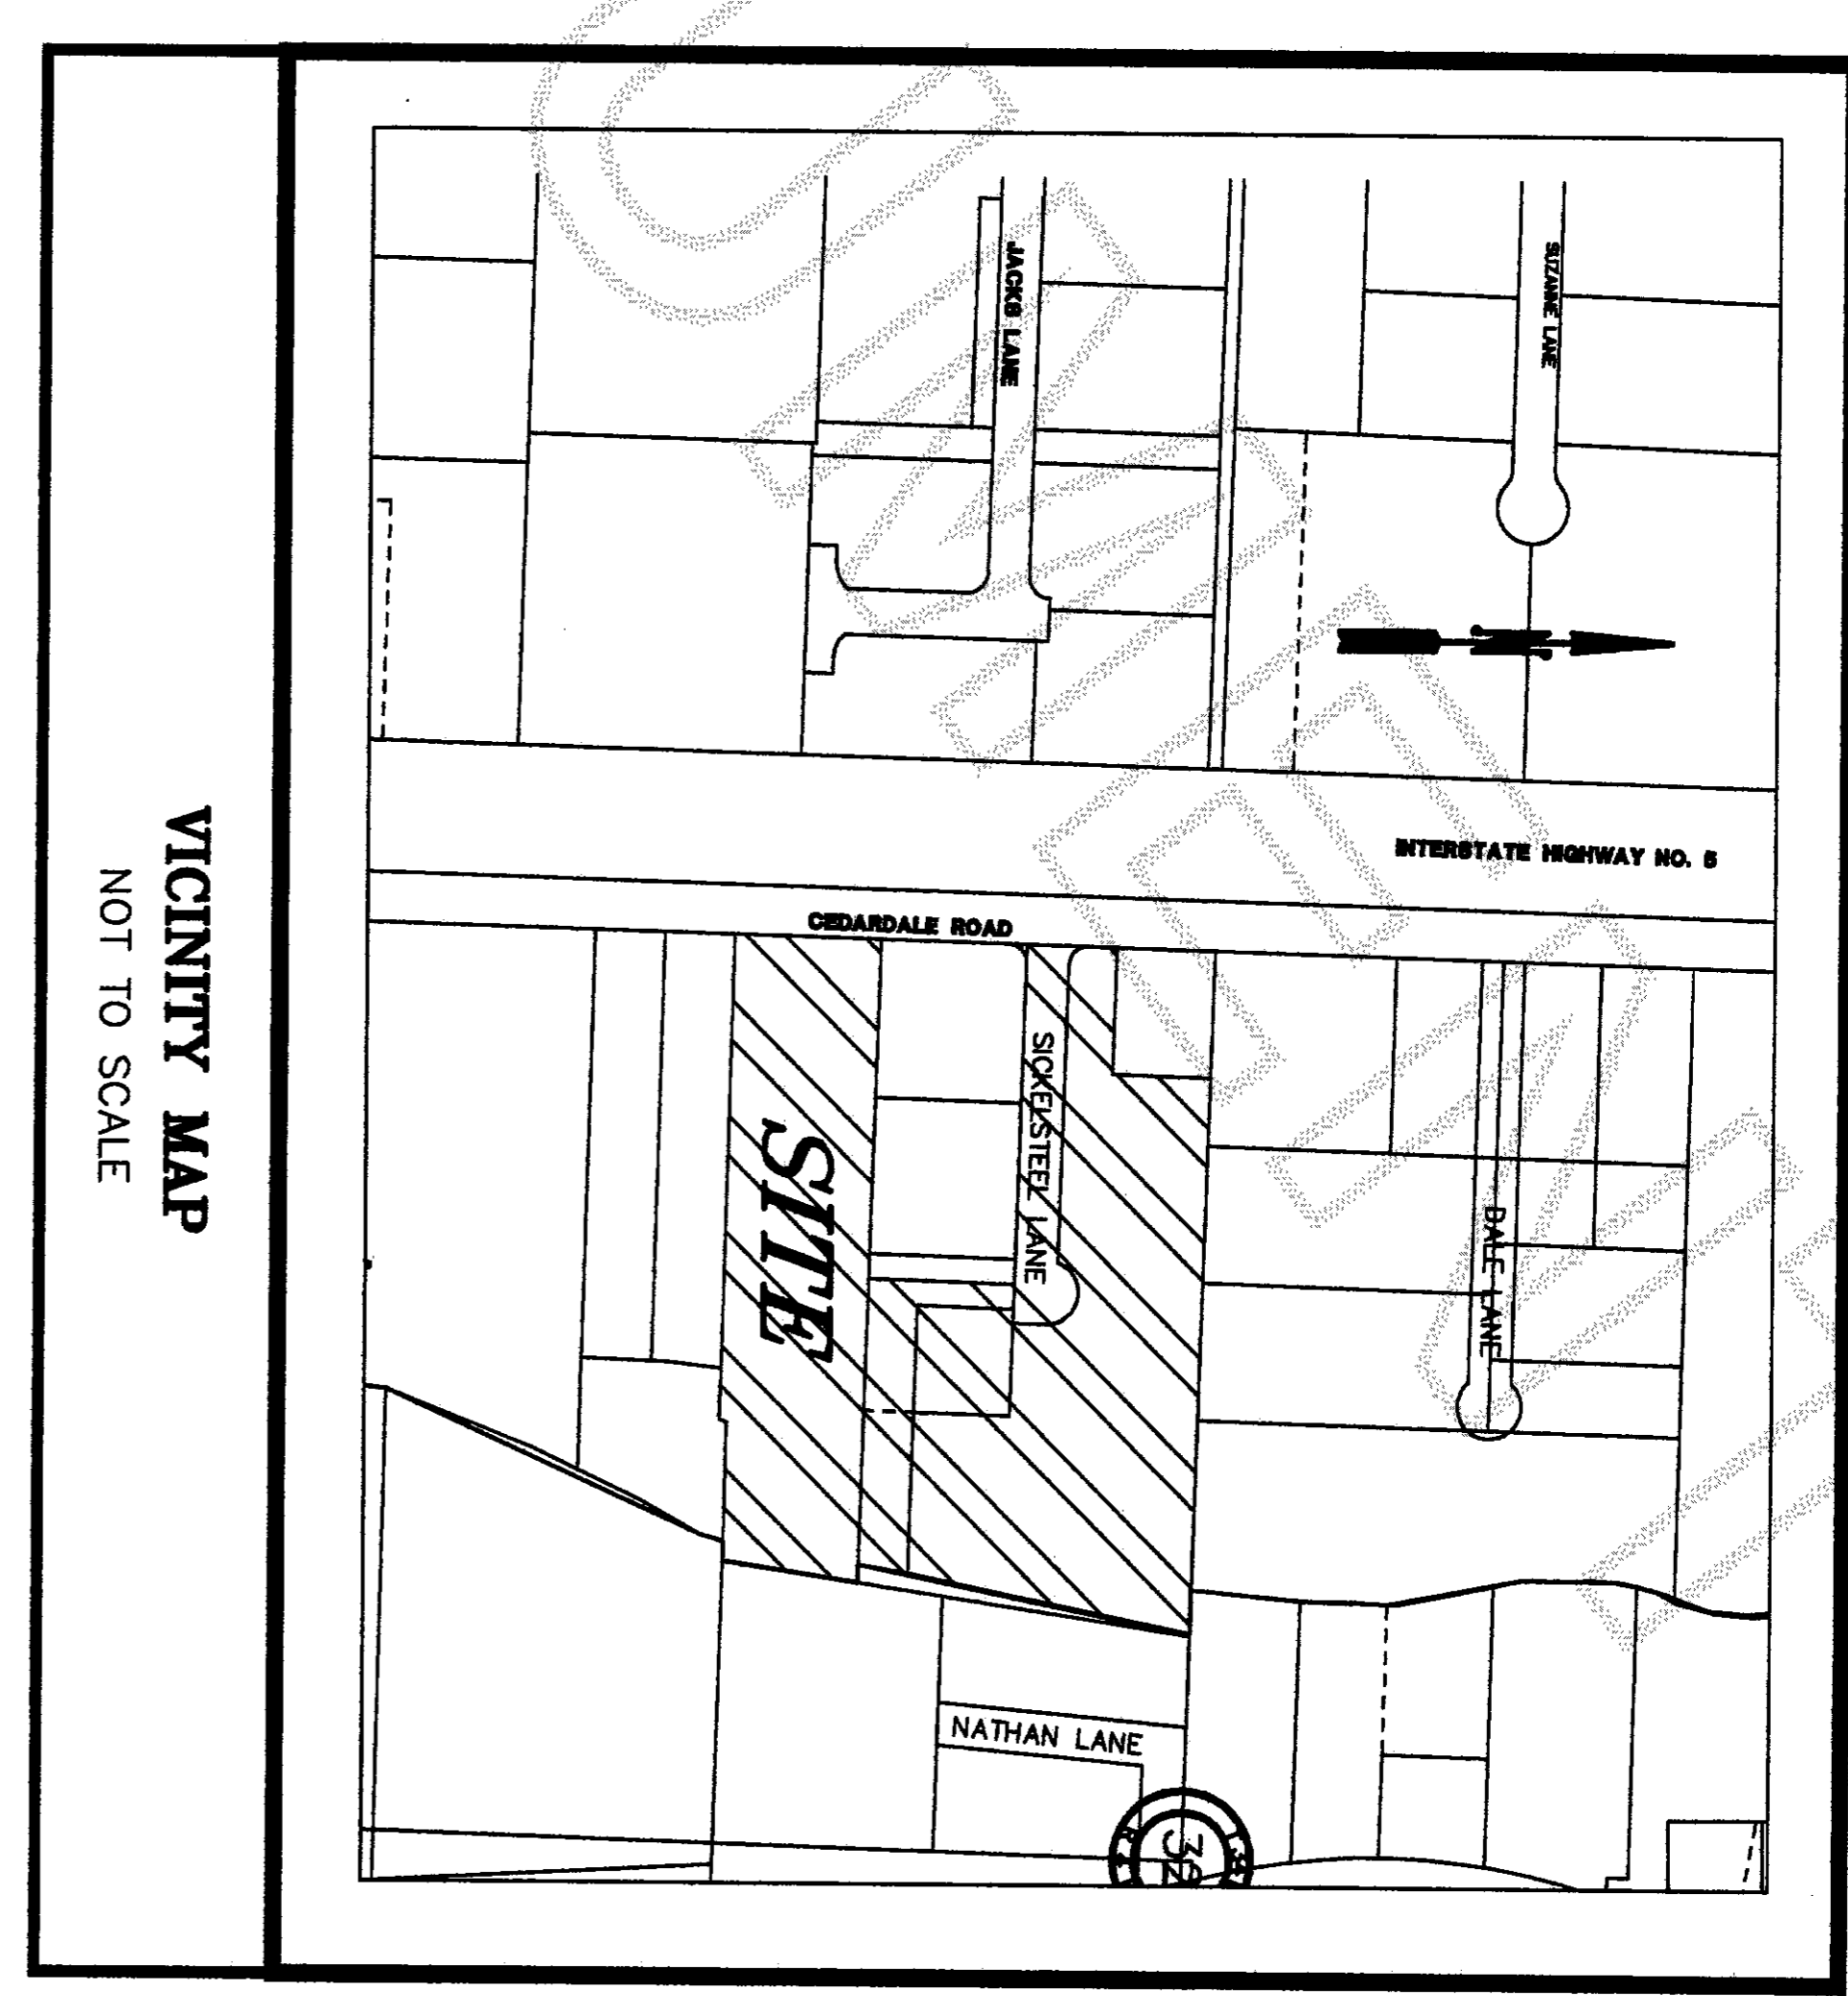 SUZANNE LANE
JACKS LANE
INTERSTATE HIGHWAY NO. 5
CEDARDALE ROAD
SICKELSTEEL LANE
DALE LANE
SITE
NATHAN LANE
32
VICINITY MAP
NOT TO SCALE